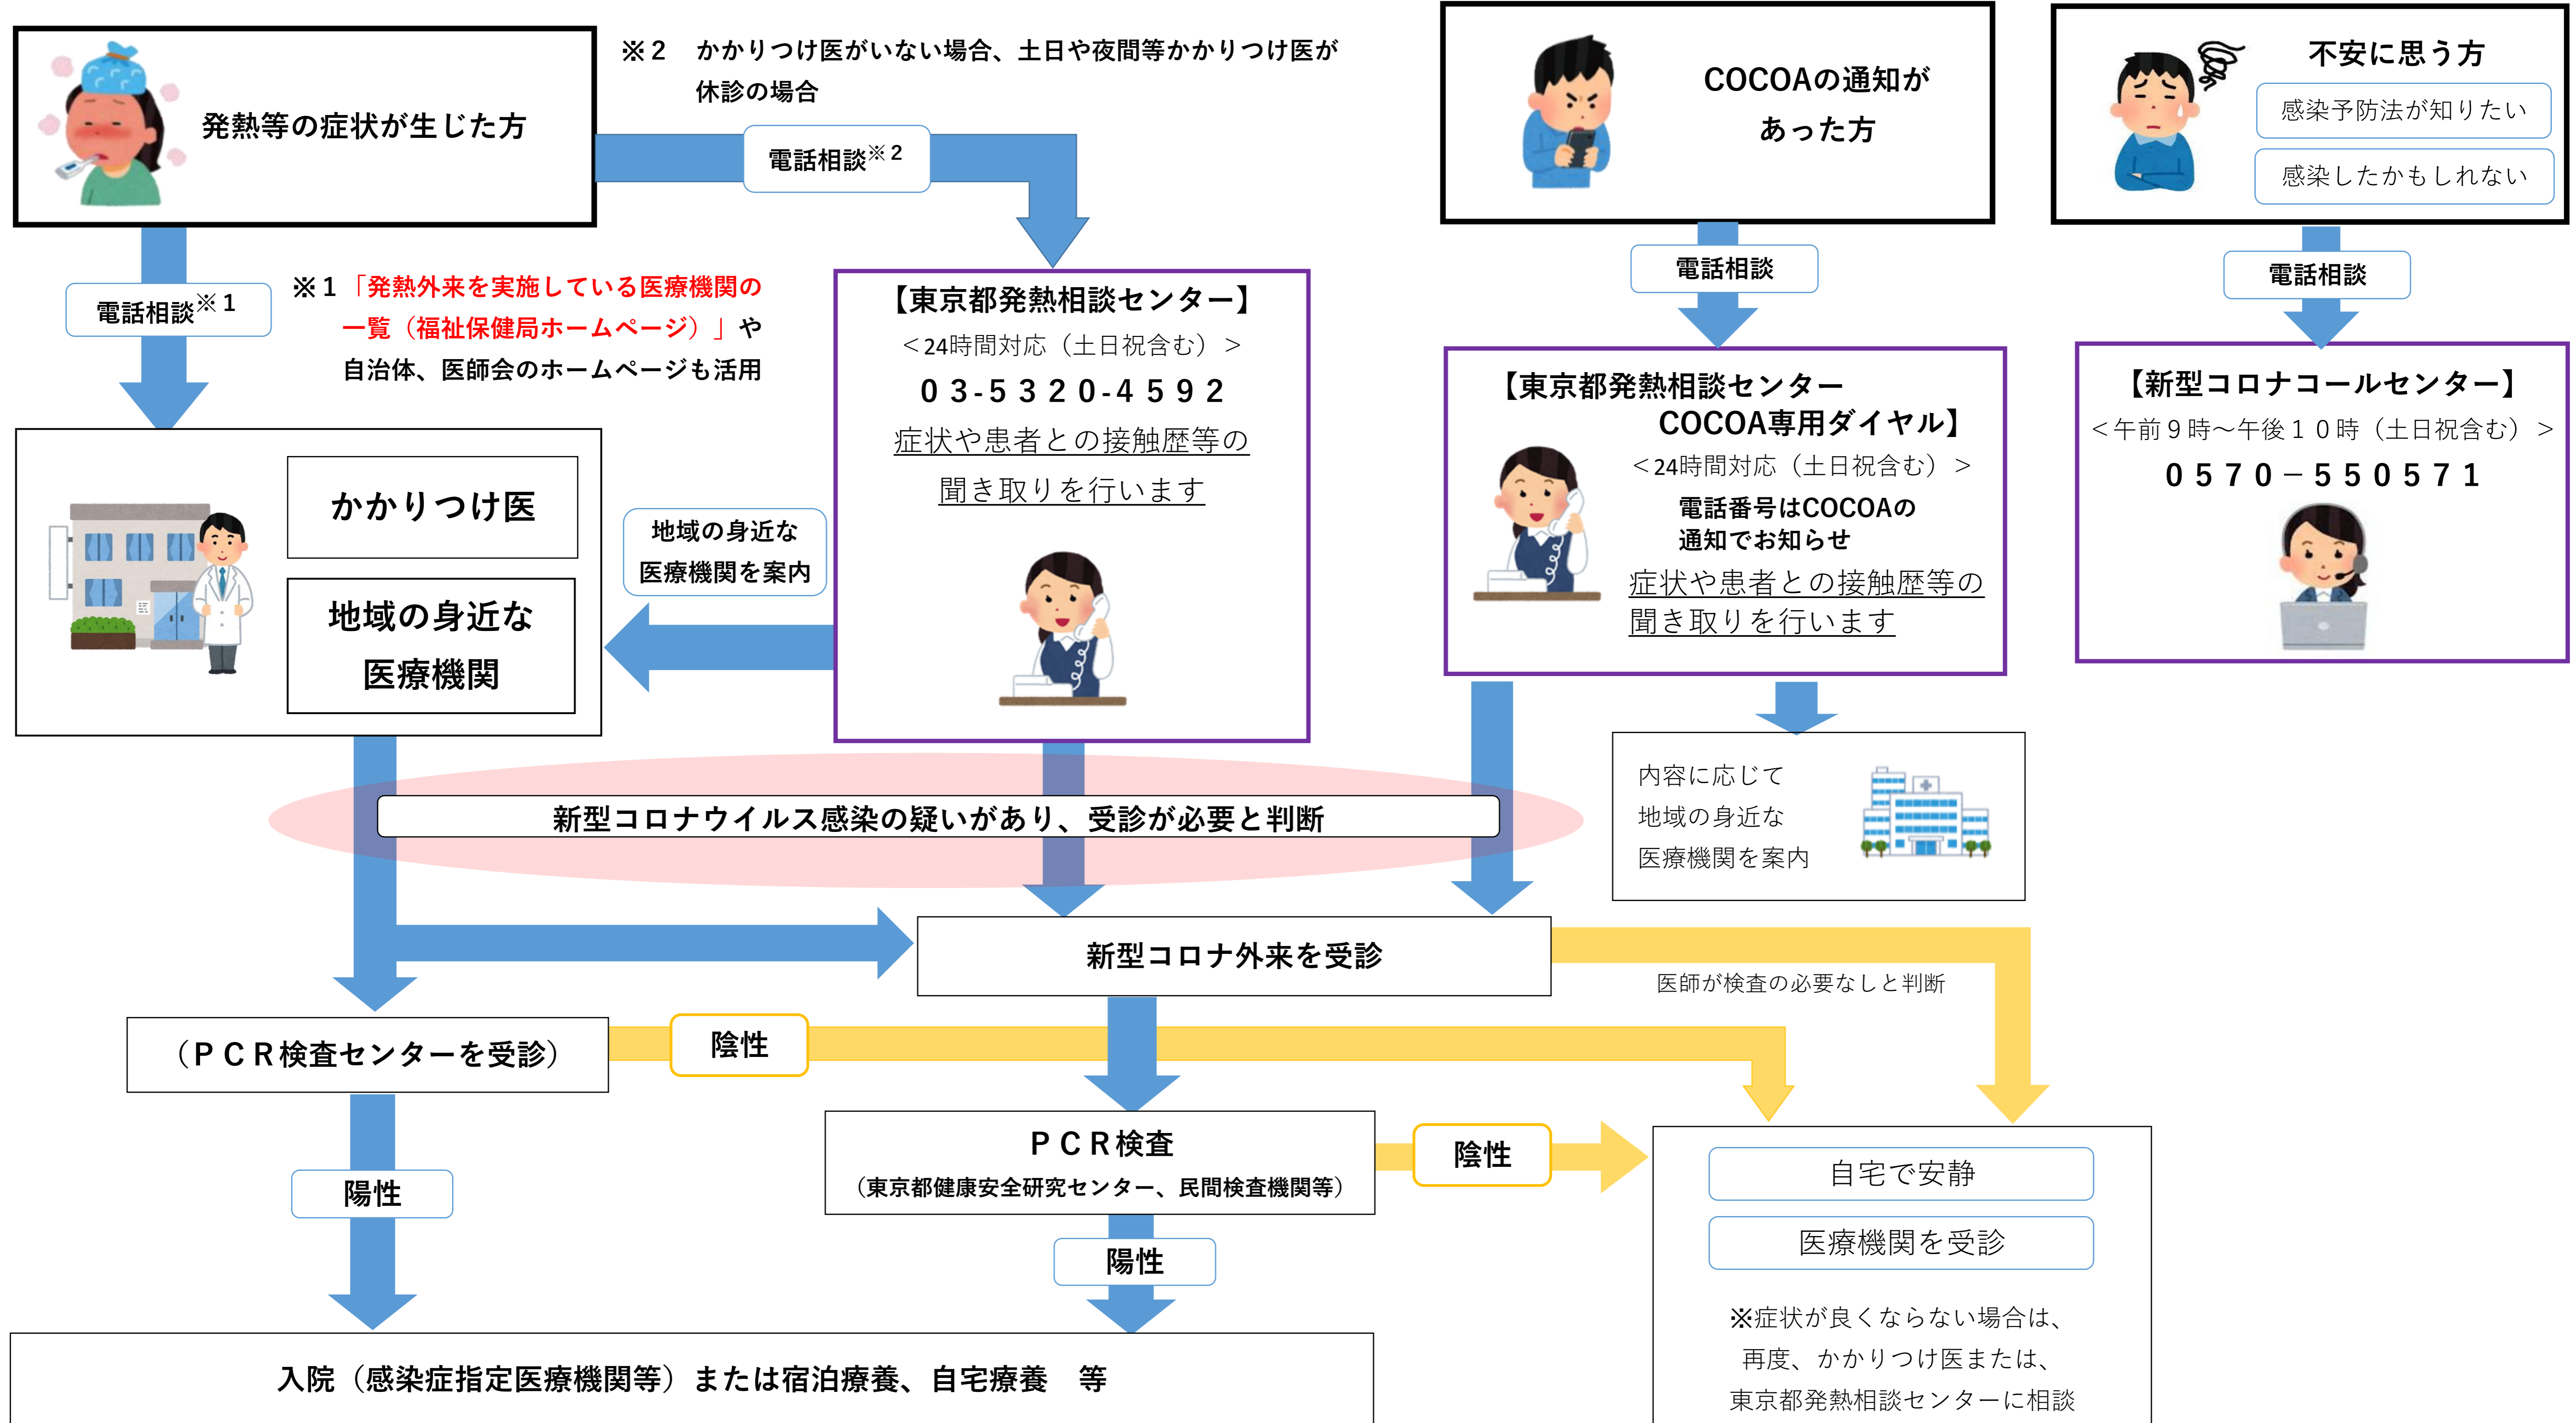 発熱等の症状が生じた方
※２　かかりつけ医がいない場合、土日や夜間等かかりつけ医が
休診の場合
電話相談※２
電話相談※１
※１「発熱外来を実施している医療機関の
一覧（福祉保健局ホームページ）」や
自治体、医師会のホームページも活用
【東京都発熱相談センター】
＜24時間対応（土日祝含む）＞
０３-５３２０-４５９２
症状や患者との接触歴等の
聞き取りを行います
かかりつけ医
地域の身近な
医療機関
地域の身近な
医療機関を案内
COCOAの通知が
あった方
電話相談
【東京都発熱相談センター
COCOA専用ダイヤル】
＜24時間対応（土日祝含む）＞
電話番号はCOCOAの
通知でお知らせ
症状や患者との接触歴等の
聞き取りを行います
内容に応じて
地域の身近な
医療機関を案内
不安に思う方
感染予防法が知りたい
感染したかもしれない
電話相談
【新型コロナコールセンター】
＜午前９時～午後１０時（土日祝含む）＞
０５７０－５５０５７１
新型コロナウイルス感染の疑いがあり、受診が必要と判断
新型コロナ外来を受診
医師が検査の必要なしと判断
（ＰＣＲ検査センターを受診）
陰性
ＰＣＲ検査
（東京都健康安全研究センター、民間検査機関等）
陰性
陽性
陽性
自宅で安静
医療機関を受診
※症状が良くならない場合は、
再度、かかりつけ医または、
東京都発熱相談センターに相談
入院（感染症指定医療機関等）または宿泊療養、自宅療養　等